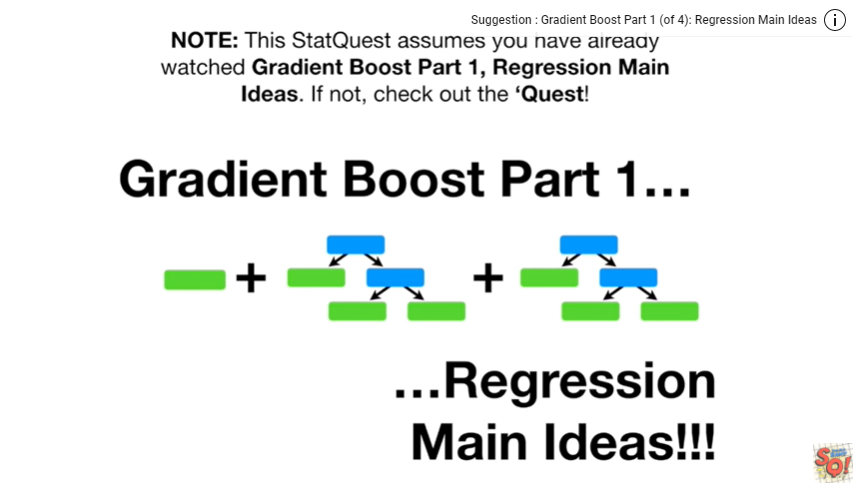 Suggestion : Gradient Boost Part 1 (of 4): Regression Main Ideas
NOTE: This StatQuest assumes you have already
watched Gradient Boost Part 1, Regression Main
Ideas. If not, check out the ‘Quest!
Gradient Boost Part 1...
+
+
...Regression
Main Ideas!!!
SQ!